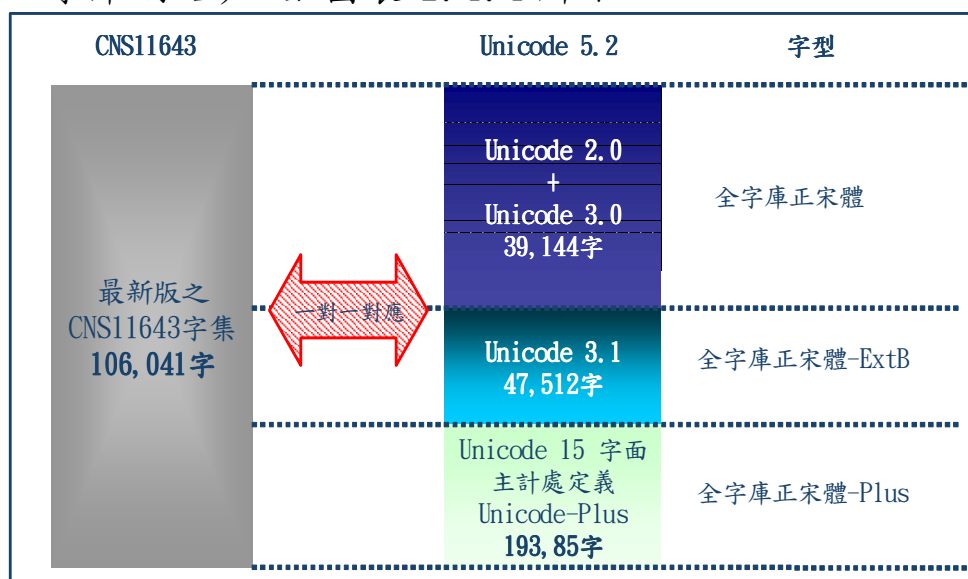 CNS11643
Unicode 5.2
字型
Unicode 2.0
+
Unicode 3.0
39,144字
全字庫正宋體
最新版之
CNS11643字集
106,041字
一對一對應
Unicode 3.1
47,512字
全字庫正宋體-ExtB
Unicode 15 字面
主計處定義
Unicode-Plus
193,85字
全字庫正宋體-Plus